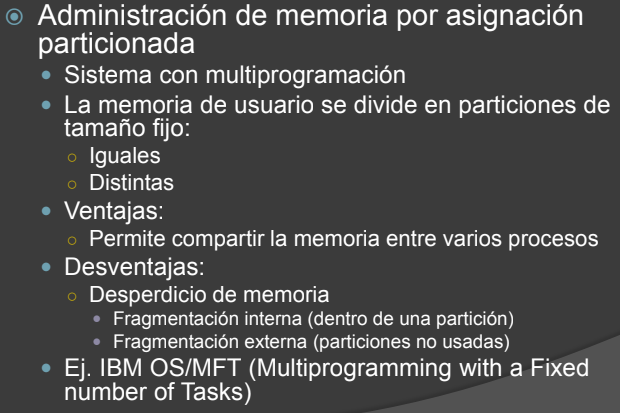 Administración de memoria por asignación
particionada
Sistema con multiprogramación
La memoria de usuario se divide en particiones de
tamaño fijo:
Iguales
Distintas
Ventajas:
Permite compartir la memoria entre varios procesos
Desventajas:
Desperdicio de memoria
Fragmentación interna (dentro de una partición)
Fragmentación externa (particiones no usadas)
Ej. IBM OS/MFT (Multiprogramming with a Fixed
number of Tasks)